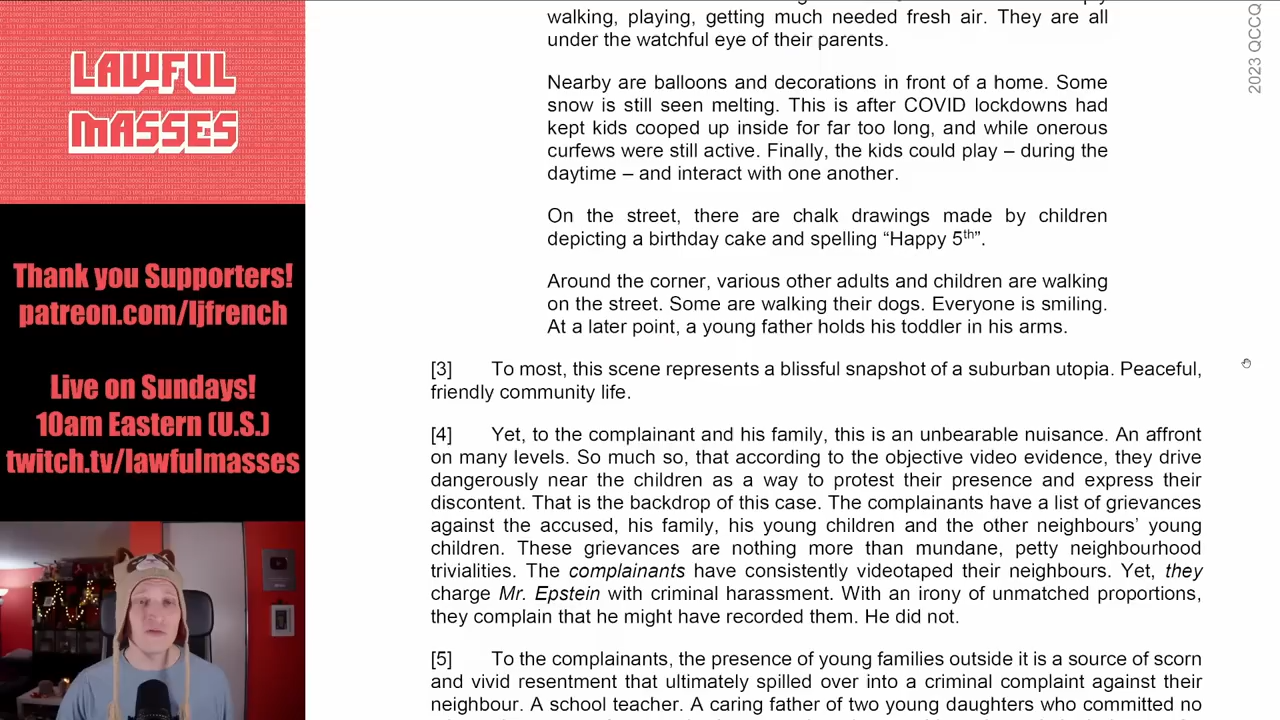 LAWFUL
MASSES
Thank you Supporters!
patreon.com/ljfrench
Live on Sundays!
10am Eastern (U.S.)
twitch.tv/lawfulmasses
walking, playing, getting much needed fresh air. They are all
under the watchful eye of their parents.
Nearby are balloons and decorations in front of a home. Some
snow is still seen melting. This is after COVID lockdowns had
kept kids cooped up inside for far too long, and while onerous
curfews were still active. Finally, the kids could play – during the
daytime – and interact with one another.
On the street, there are chalk drawings made by children
depicting a birthday cake and spelling “Happy 5th”.
Around the corner, various other adults and children are walking
on the street. Some are walking their dogs. Everyone is smiling.
At a later point, a young father holds his toddler in his arms.
[3] To most, this scene represents a blissful snapshot of a suburban utopia. Peaceful,
friendly community life.
[4] Yet, to the complainant and his family, this is an unbearable nuisance. An affront
on many levels. So much so, that according to the objective video evidence, they drive
dangerously near the children as a way to protest their presence and express their
discontent. That is the backdrop of this case. The complainants have a list of grievances
against the accused, his family, his young children and the other neighbours’ young
children. These grievances are nothing more than mundane, petty neighbourhood
trivialities. The complainants have consistently videotaped their neighbours. Yet, they
charge Mr. Epstein with criminal harassment. With an irony of unmatched proportions,
they complain that he might have recorded them. He did not.
[5] To the complainants, the presence of young families outside it is a source of scorn
and vivid resentment that ultimately spilled over into a criminal complaint against their
neighbour. A school teacher. A caring father of two young daughters who committed no
2023 QCCQ